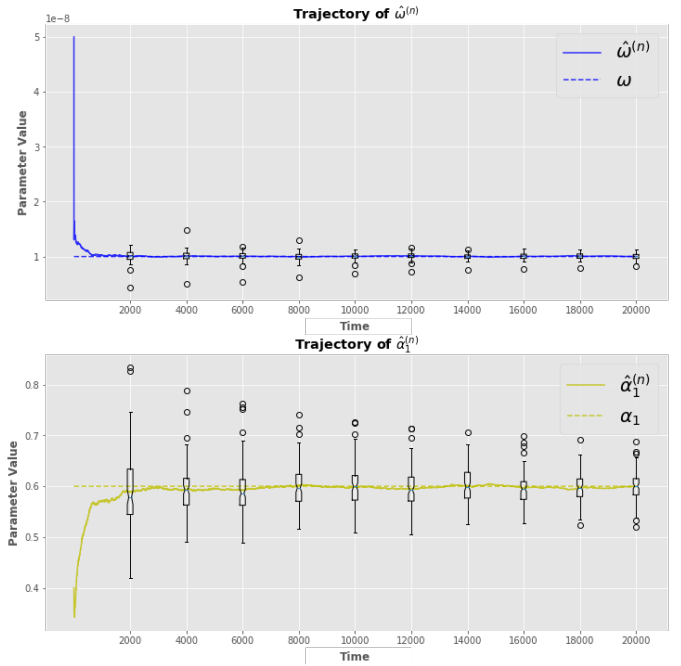 Trajectory of ω̂⁽ⁿ⁾
1e−8
5
4
3
2
1
Parameter Value
ω̂⁽ⁿ⁾
ω
2000 4000 6000 8000 10000 12000 14000 16000 18000 20000
Time
Trajectory of α̂₁⁽ⁿ⁾
0.8
0.7
0.6
0.5
0.4
Parameter Value
α̂₁⁽ⁿ⁾
α₁
2000 4000 6000 8000 10000 12000 14000 16000 18000 20000
Time